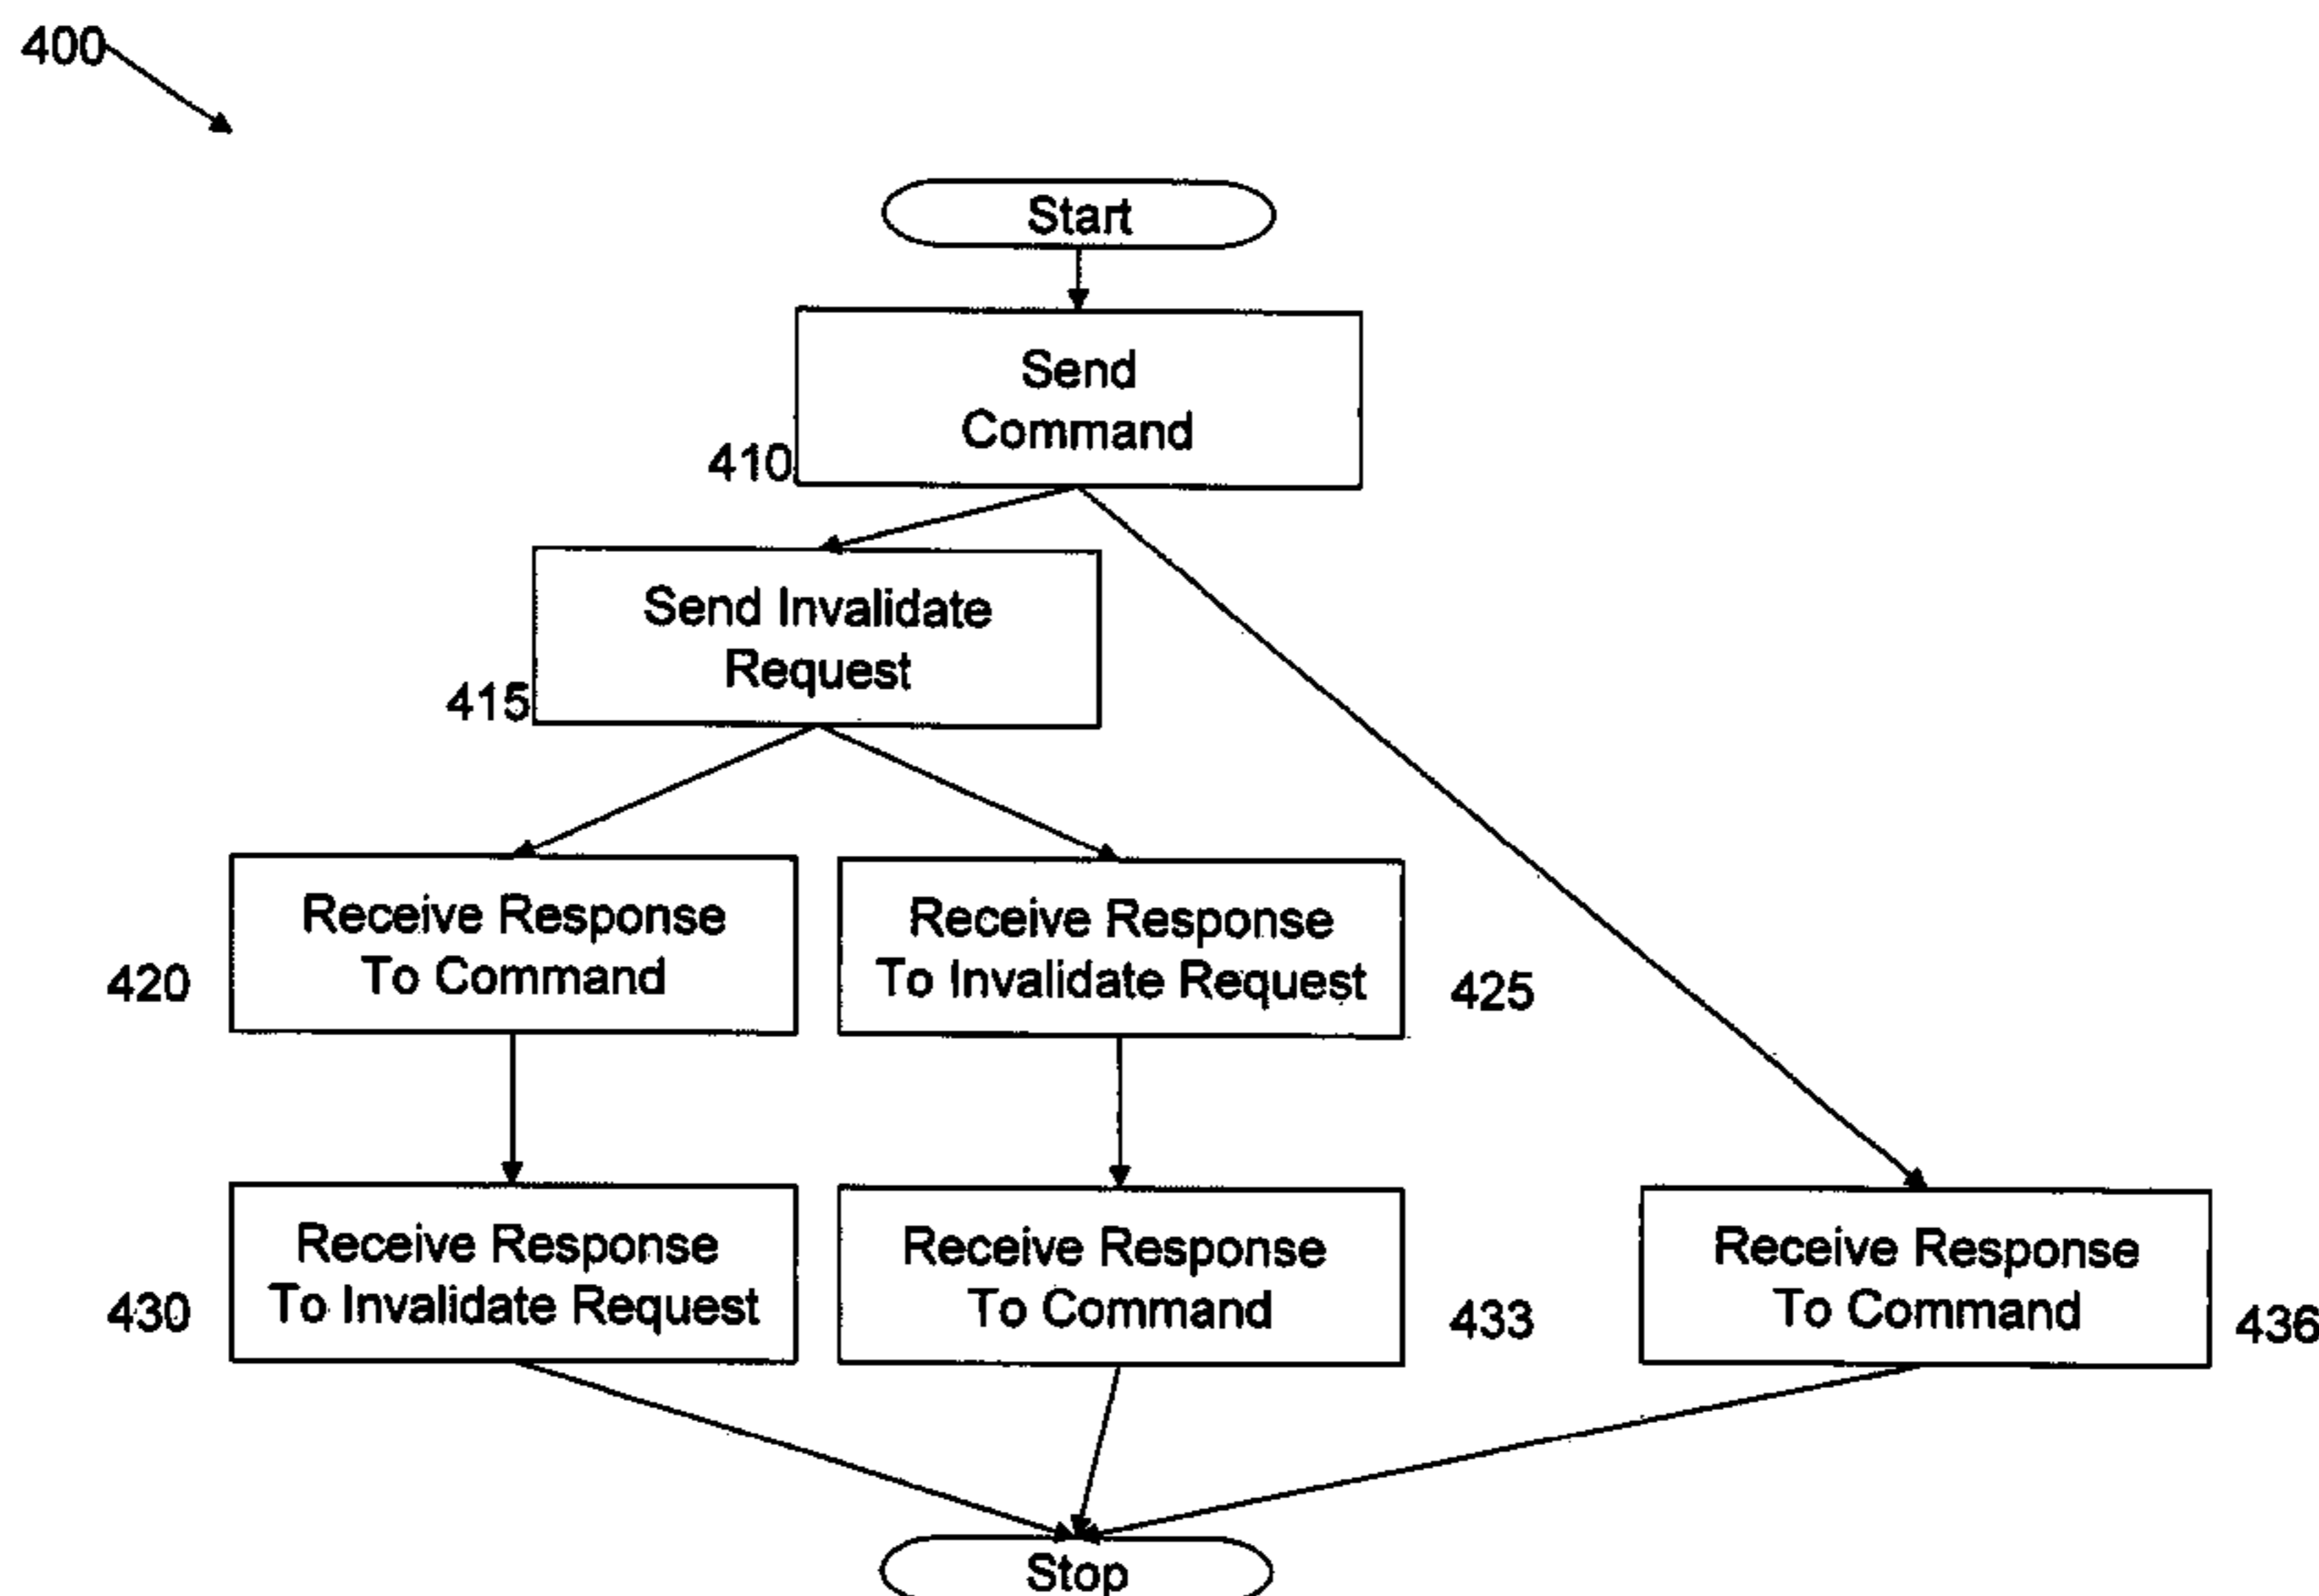 400
Start
Send
Command
410
Send Invalidate
Request
415
Receive Response
To Command
420
Receive Response
To Invalidate Request
425
Receive Response
To Invalidate Request
430
Receive Response
To Command
433
Receive Response
To Command
436
Stop